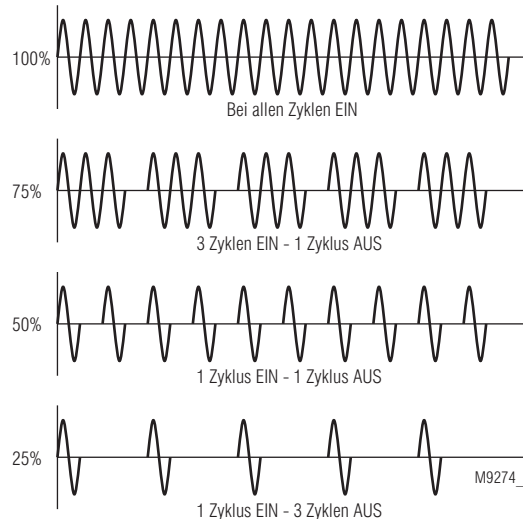 100%
Bei allen Zyklen EIN
75%
3 Zyklen EIN - 1 Zyklus AUS
50%
1 Zyklus EIN - 1 Zyklus AUS
25%
M9274_
1 Zyklus EIN - 3 Zyklen AUS